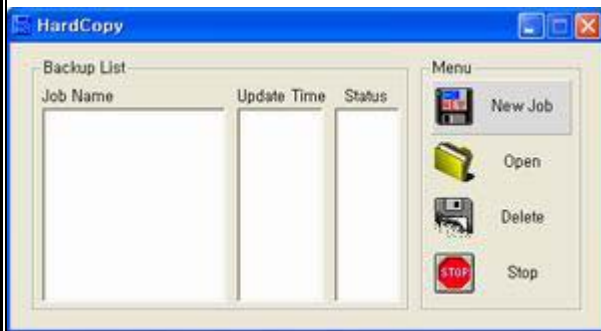 HardCopy
Backup List
Job Name Update Time Status
Menu
New Job
Open
Delete
STOP Stop